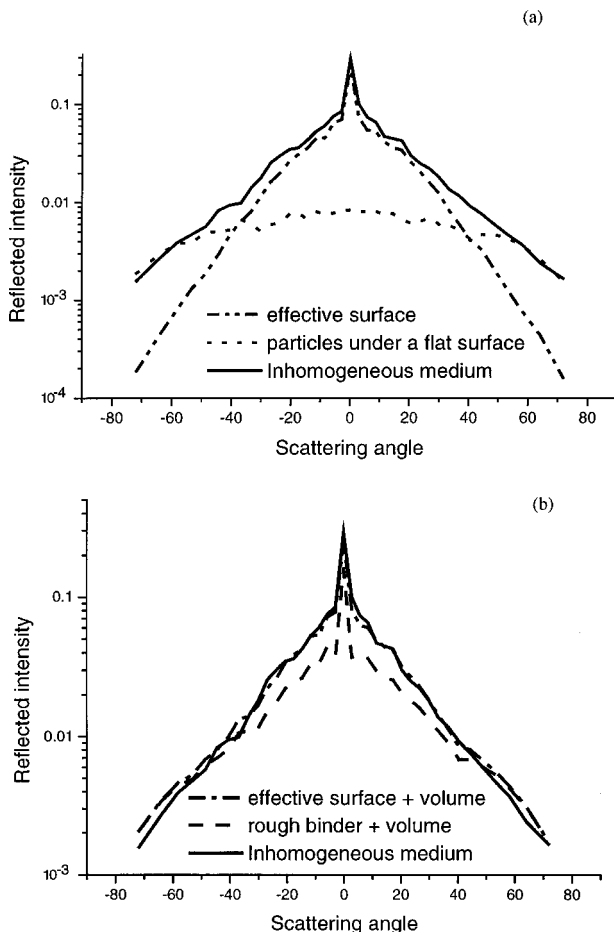 (a)
Reflected intensity
0.1
0.01
10-3
10-4
effective surface
particles under a flat surface
Inhomogeneous medium
-80 -60 -40 -20 0 20 40 60 80
Scattering angle
(b)
Reflected intensity
0.1
0.01
10-3
effective surface + volume
rough binder + volume
Inhomogeneous medium
-80 -60 -40 -20 0 20 40 60 80
Scattering angle